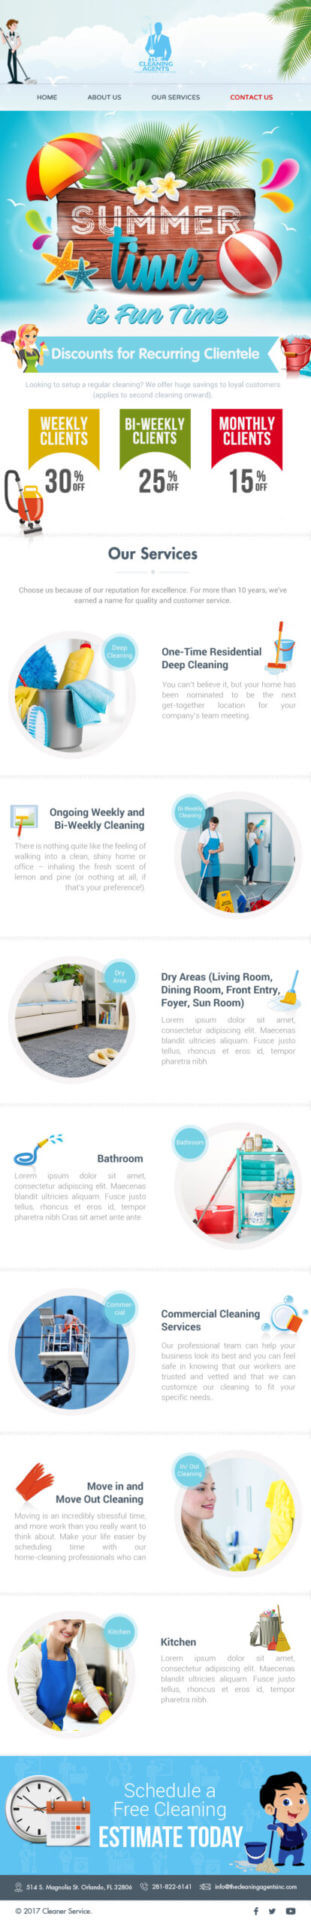 CLEANING
AGENTS
HOME ABOUT US OUR SERVICES CONTACT US
SUMMER
time
is Fun Time
Discounts for Recurring Clientele
Looking to setup a regular cleaning? We offer huge savings to loyal customers
(applies to second cleaning onward).
WEEKLY
CLIENTS
30% OFF
BI-WEEKLY
CLIENTS
25% OFF
MONTHLY
CLIENTS
15% OFF
Our Services
Choose us because of our reputation for excellence. For more than 10 years, we've
earned a name for quality and customer service.
Deep
Cleaning
One-Time Residential
Deep Cleaning
You can't believe it, but your home has
been nominated to be the next
get-together location for your
company's team meeting.
Ongoing Weekly and
Bi-Weekly Cleaning
There is nothing quite like the feeling of
walking into a clean, shiny home or
office – inhaling the fresh scent of
lemon and pine (or nothing at all, if
that's your preference!).
Bi Weekly
Cleaning
Dry
Area
Dry Areas (Living Room,
Dining Room, Front Entry,
Foyer, Sun Room)
Lorem ipsum dolor sit amet,
consectetur adipiscing elit. Maecenas
blandit ultricies aliquam. Fusce justo
tellus, rhoncus et eros id, tempor
pharetra nibh.
Bathroom
Lorem ipsum dolor sit amet,
consectetur adipiscing elit. Maecenas
blandit ultricies aliquam. Fusce justo
tellus, rhoncus et eros id, tempor
pharetra nibh Cras sit amet ante ante.
Bathroom
Commer-
cial
Commercial Cleaning
Services
Our professional team can help your
business look its best and you can feel
safe in knowing that our workers are
trusted and vetted and that we can
customize our cleaning to fit your
specific needs.
Move in and
Move Out Cleaning
Moving is an incredibly stressful time,
and more work than you really want to
think about. Make your life easier by
scheduling time with our
home-cleaning professionals who can
In/ Out
Cleaning
Kitchen
Kitchen
Lorem ipsum dolor sit amet,
consectetur adipiscing elit. Maecenas
blandit ultricies aliquam. Fusce justo
tellus, rhoncus et eros id, tempor
pharetra nibh.
Schedule a
Free Cleaning
ESTIMATE TODAY
514 S. Magnolia St. Orlando, FL 32806 281-822-6141 info@thecleaningagentsinc.com
© 2017 Cleaner Service.